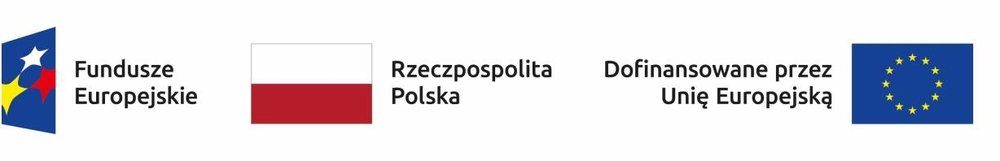 Fundusze
Europejskie
Rzeczpospolita
Polska
Dofinansowane przez
Unię Europejską